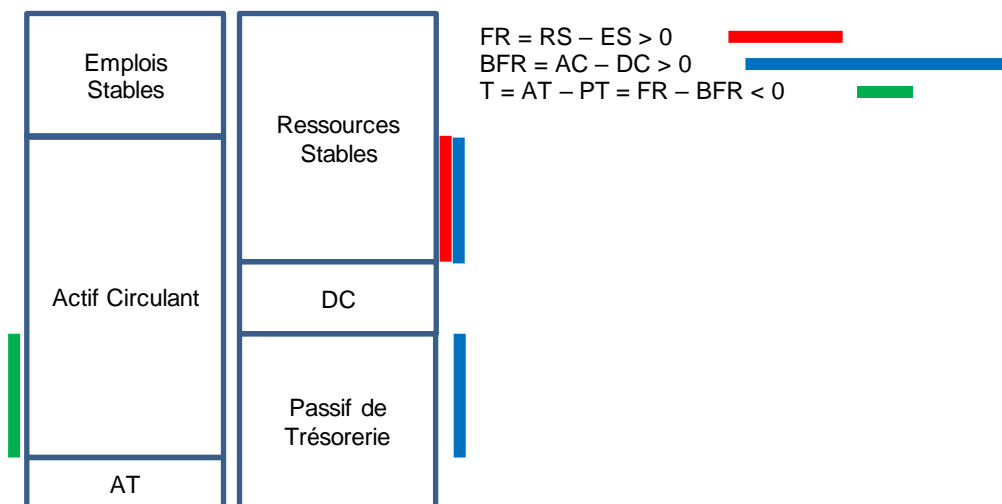 Emplois
Stables
Actif Circulant
AT
Ressources
Stables
DC
Passif de
Trésorerie
FR = RS – ES > 0
BFR = AC – DC > 0
T = AT – PT = FR – BFR < 0